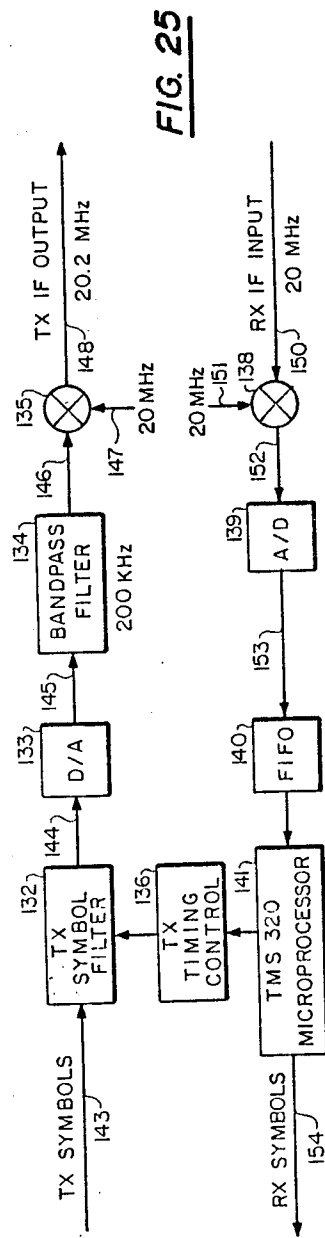 FIG. 25
TX SYMBOLS
143
132
TX
SYMBOL
FILTER
144
133
D/A
145
134
BANDPASS
FILTER
200 KHz
146
135
TX IF OUTPUT
148
20.2 MHz
147
20 MHz
136
TX
TIMING
CONTROL
20 MHz
151
138
RX IF INPUT
150
20 MHz
152
139
A/D
153
140
FIFO
141
TMS 320
MICROPROCESSOR
RX SYMBOLS
154